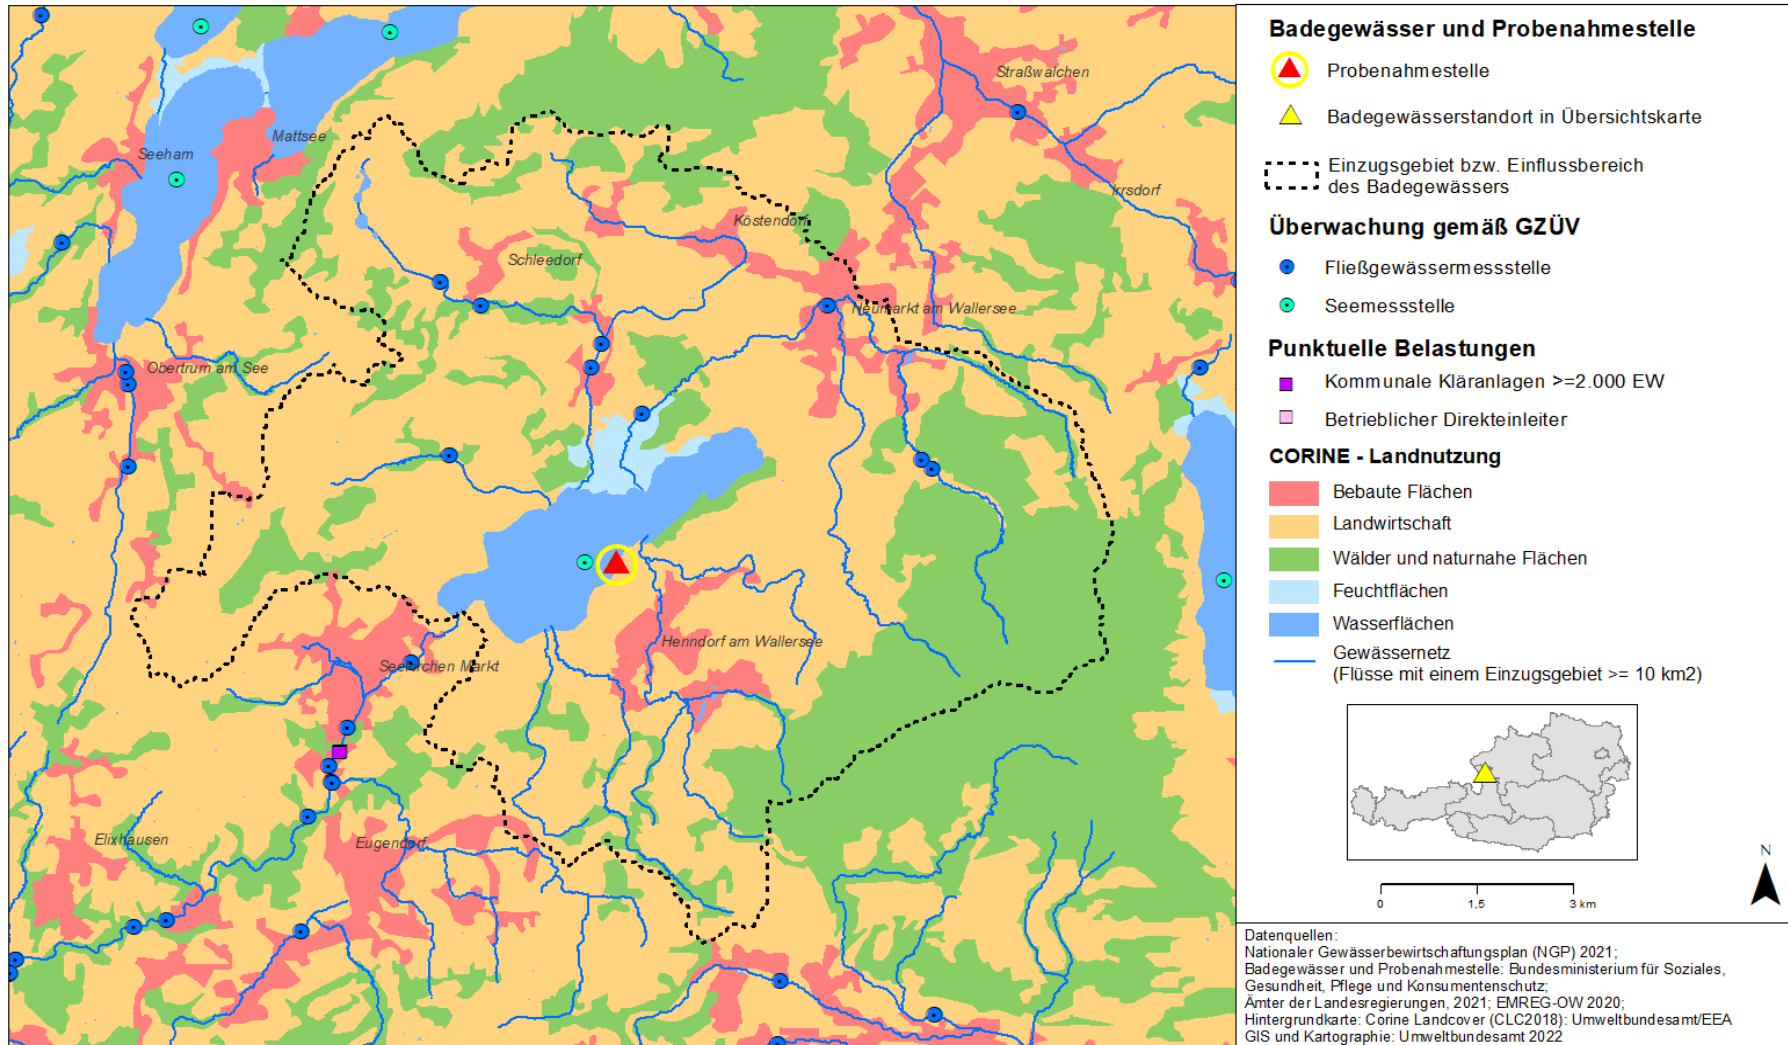 Straßwalchen
Mattsee
Seeham
Irrsdorf
Köstendorf
Schleedorf
Neumarkt am Wallersee
Obertrum am See
Henndorf am Wallersee
Seekirchen Markt
Elixhausen
Eugendorf
Badegewässer und Probenahmestelle
Probenahmestelle
Badegewässerstandort in Übersichtskarte
Einzugsgebiet bzw. Einflussbereich
des Badegewässers
Überwachung gemäß GZÜV
Fließgewässermessstelle
Seemessstelle
Punktuelle Belastungen
Kommunale Kläranlagen >=2.000 EW
Betrieblicher Direkteinleiter
CORINE - Landnutzung
Bebaute Flächen
Landwirtschaft
Wälder und naturnahe Flächen
Feuchtflächen
Wasserflächen
Gewässernetz
(Flüsse mit einem Einzugsgebiet >= 10 km2)
N
0 1,5 3 km
Datenquellen:
Nationaler Gewässerbewirtschaftungsplan (NGP) 2021;
Badegewässer und Probenahmestelle: Bundesministerium für Soziales,
Gesundheit, Pflege und Konsumentenschutz;
Ämter der Landesregierungen, 2021; EMREG-OW 2020;
Hintergrundkarte: Corine Landcover (CLC2018): Umweltbundesamt/EEA
GIS und Kartographie: Umweltbundesamt 2022